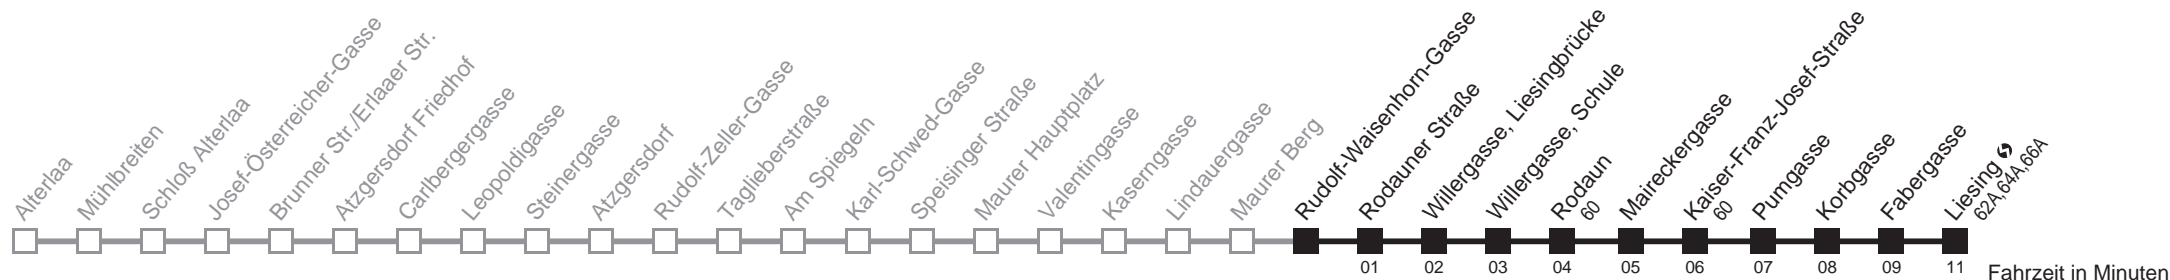 Alterlaa
Mühlbreiten
Schloß Alterlaa
Josef-Österreicher-Gasse
Brunner Str./Erlaaer Str.
Atzgersdorf Friedhof
Carlbergergasse
Leopoldigasse
Steinergasse
Atzgersdorf
Rudolf-Zeller-Gasse
Taglieberstraße
Am Spiegeln
Karl-Schwed-Gasse
Speisinger Straße
Maurer Hauptplatz
Valentingasse
Kaserngasse
Lindauergasse
Maurer Berg
Rudolf-Waisenhorn-Gasse
Rodauner Straße
Willergasse, Liesingbrücke
Willergasse, Schule
Rodaun
60
Maireckergasse
Kaiser-Franz-Josef-Straße
60
Pumgasse
Korbgasse
Fabergasse
Liesing
62A,64A,66A
01 02 03 04 05 06 07 08 09 11 Fahrzeit in Minuten